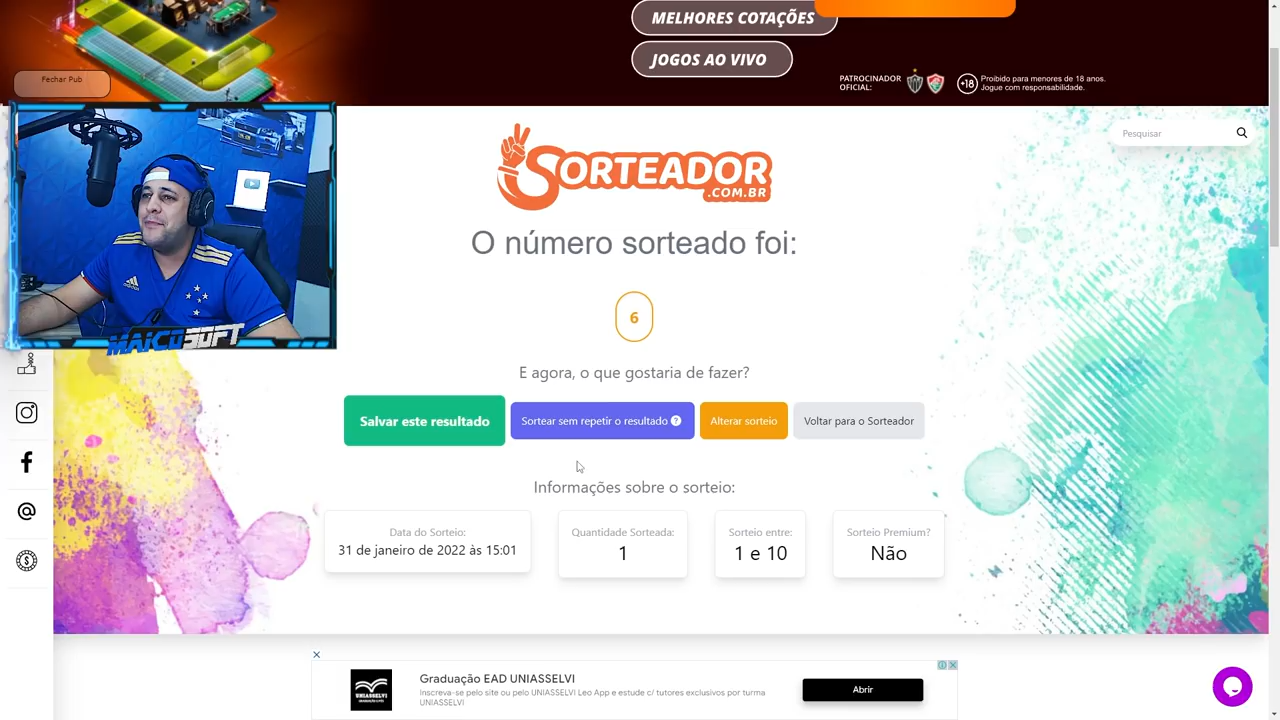 MELHORES COTAÇÕES
JOGOS AO VIVO
Fechar Pub
PATROCINADOR
OFICIAL:
+18
Proibido para menores de 18 anos.
Jogue com responsabilidade.
Pesquisar
SORTEADOR
.COM.BR
O número sorteado foi:
6
MAICOSOFT
E agora, o que gostaria de fazer?
Salvar este resultado
Sortear sem repetir o resultado ?
Alterar sorteio
Voltar para o Sorteador
Informações sobre o sorteio:
Data do Sorteio:
31 de janeiro de 2022 às 15:01
Quantidade Sorteada:
1
Sorteio entre:
1 e 10
Sorteio Premium?
Não
Graduação EAD UNIASSELVI
Inscreva-se pelo site ou pelo UNIASSELVI Leo App e estude c/ tutores exclusivos por turma
UNIASSELVI
UNIASSELVI
Abrir